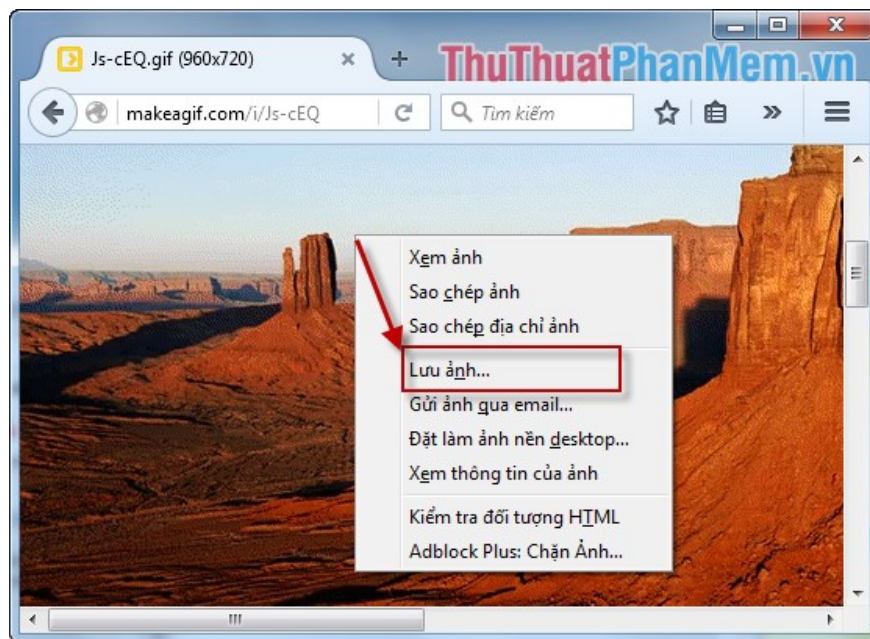 Js-cEQ.gif (960x720)
ThuThuatPhanMem.vn
makeagif.com/i/Js-cEQ
Tìm kiếm
Xem ảnh
Sao chép ảnh
Sao chép địa chỉ ảnh
Lưu ảnh...
Gửi ảnh qua email...
Đặt làm ảnh nền desktop...
Xem thông tin của ảnh
Kiểm tra đối tượng HTML
Adblock Plus: Chặn Ảnh...